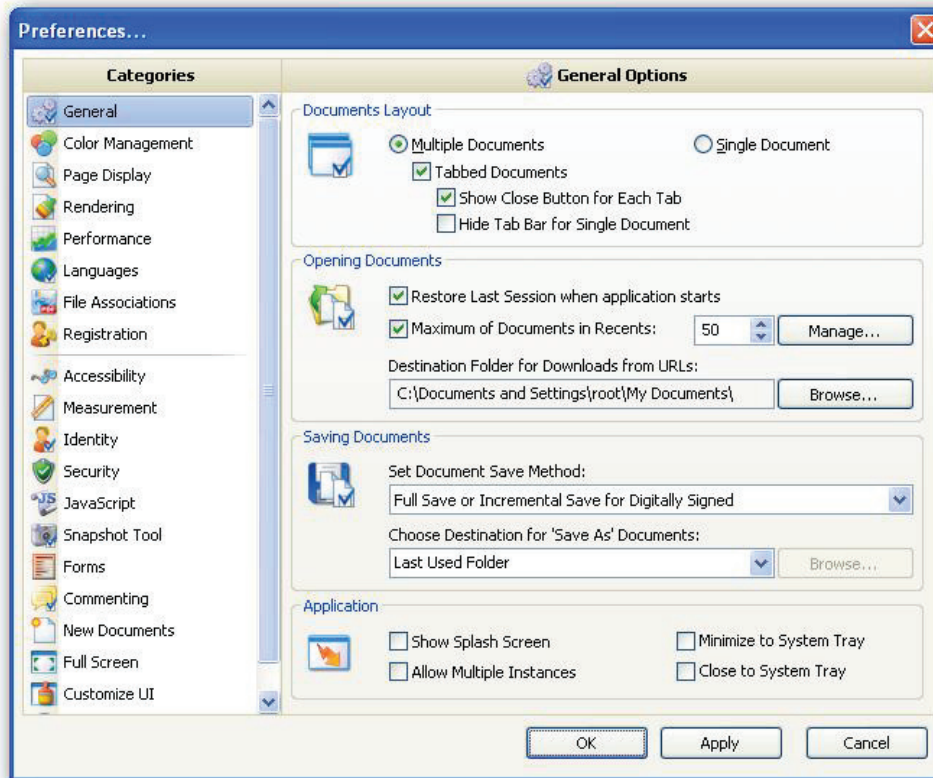 Preferences...
Categories
General
Color Management
Page Display
Rendering
Performance
Languages
File Associations
Registration
Accessibility
Measurement
Identity
Security
JavaScript
Snapshot Tool
Forms
Commenting
New Documents
Full Screen
Customize UI
General Options
Documents Layout
Multiple Documents
Single Document
Tabbed Documents
Show Close Button for Each Tab
Hide Tab Bar for Single Document
Opening Documents
Restore Last Session when application starts
Maximum of Documents in Recents:
50
Manage...
Destination Folder for Downloads from URLs:
C:\Documents and Settings\root\My Documents\
Browse...
Saving Documents
Set Document Save Method:
Full Save or Incremental Save for Digitally Signed
Choose Destination for 'Save As' Documents:
Last Used Folder
Browse...
Application
Show Splash Screen
Minimize to System Tray
Allow Multiple Instances
Close to System Tray
OK
Apply
Cancel